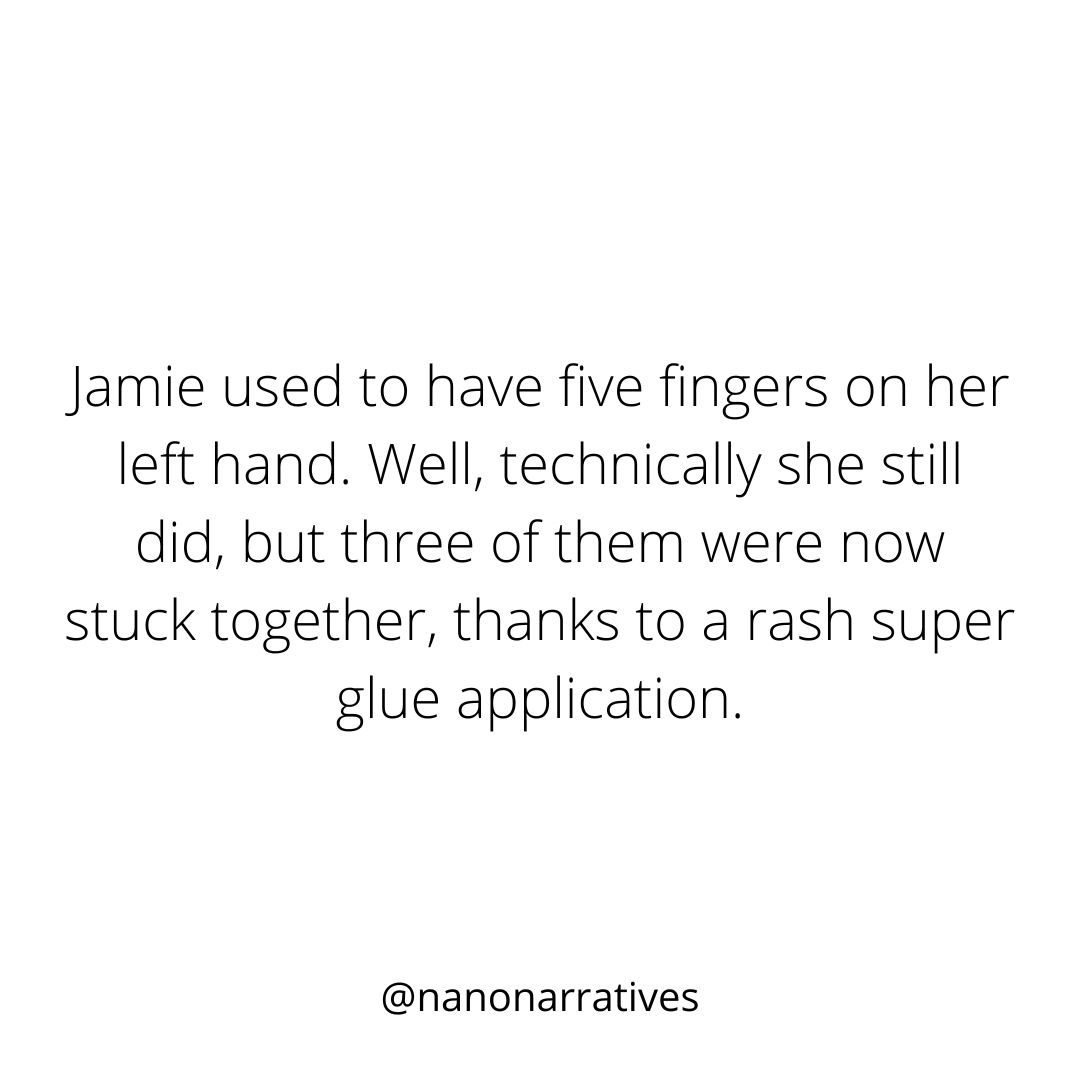 Jamie used to have five fingers on her
left hand. Well, technically she still
did, but three of them were now
stuck together, thanks to a rash super
glue application.
@nanonarratives